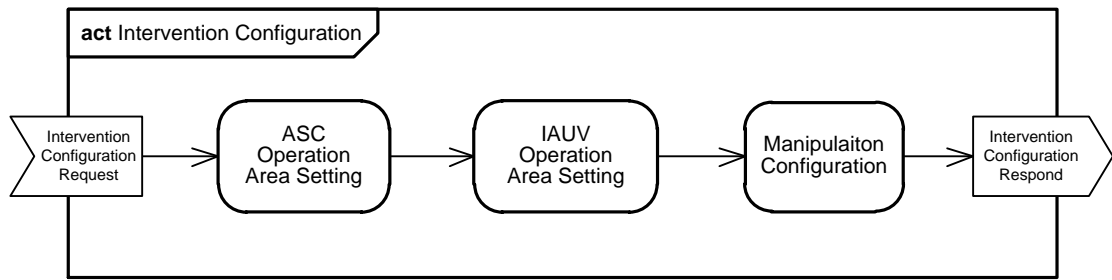 act Intervention Configuration
Intervention
Configuration
Request
ASC
Operation
Area Setting
IAUV
Operation
Area Setting
Manipulaiton
Configuration
Intervention
Configuration
Respond